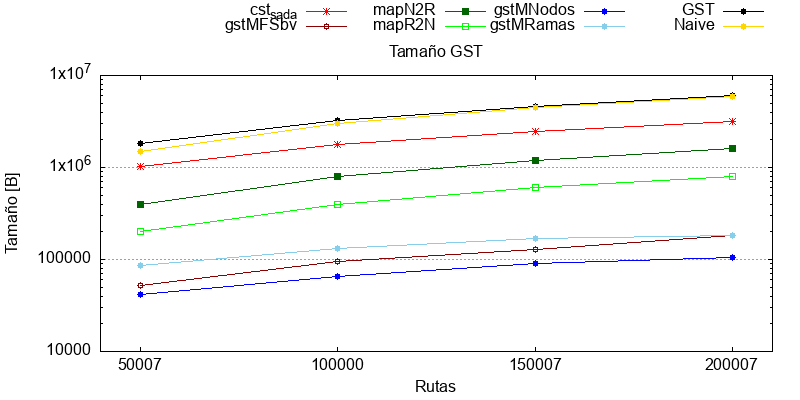 cst_sada mapN2R gstMNodos GST
gstMFSbv mapR2N gstMRamas Naive
Tamaño GST
1x10^7
1x10^6
100000
10000
Tamaño [B]
50007 100000 150007 200007
Rutas